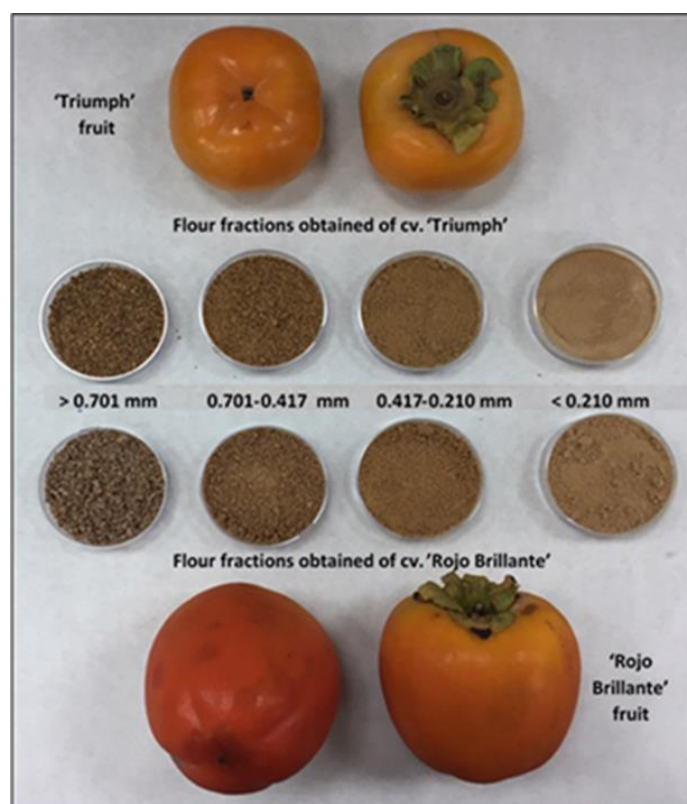 'Triumph'
fruit
Flour fractions obtained of cv. 'Triumph'
> 0.701 mm 0.701-0.417 mm 0.417-0.210 mm < 0.210 mm
Flour fractions obtained of cv. 'Rojo Brillante'
'Rojo
Brillante'
fruit